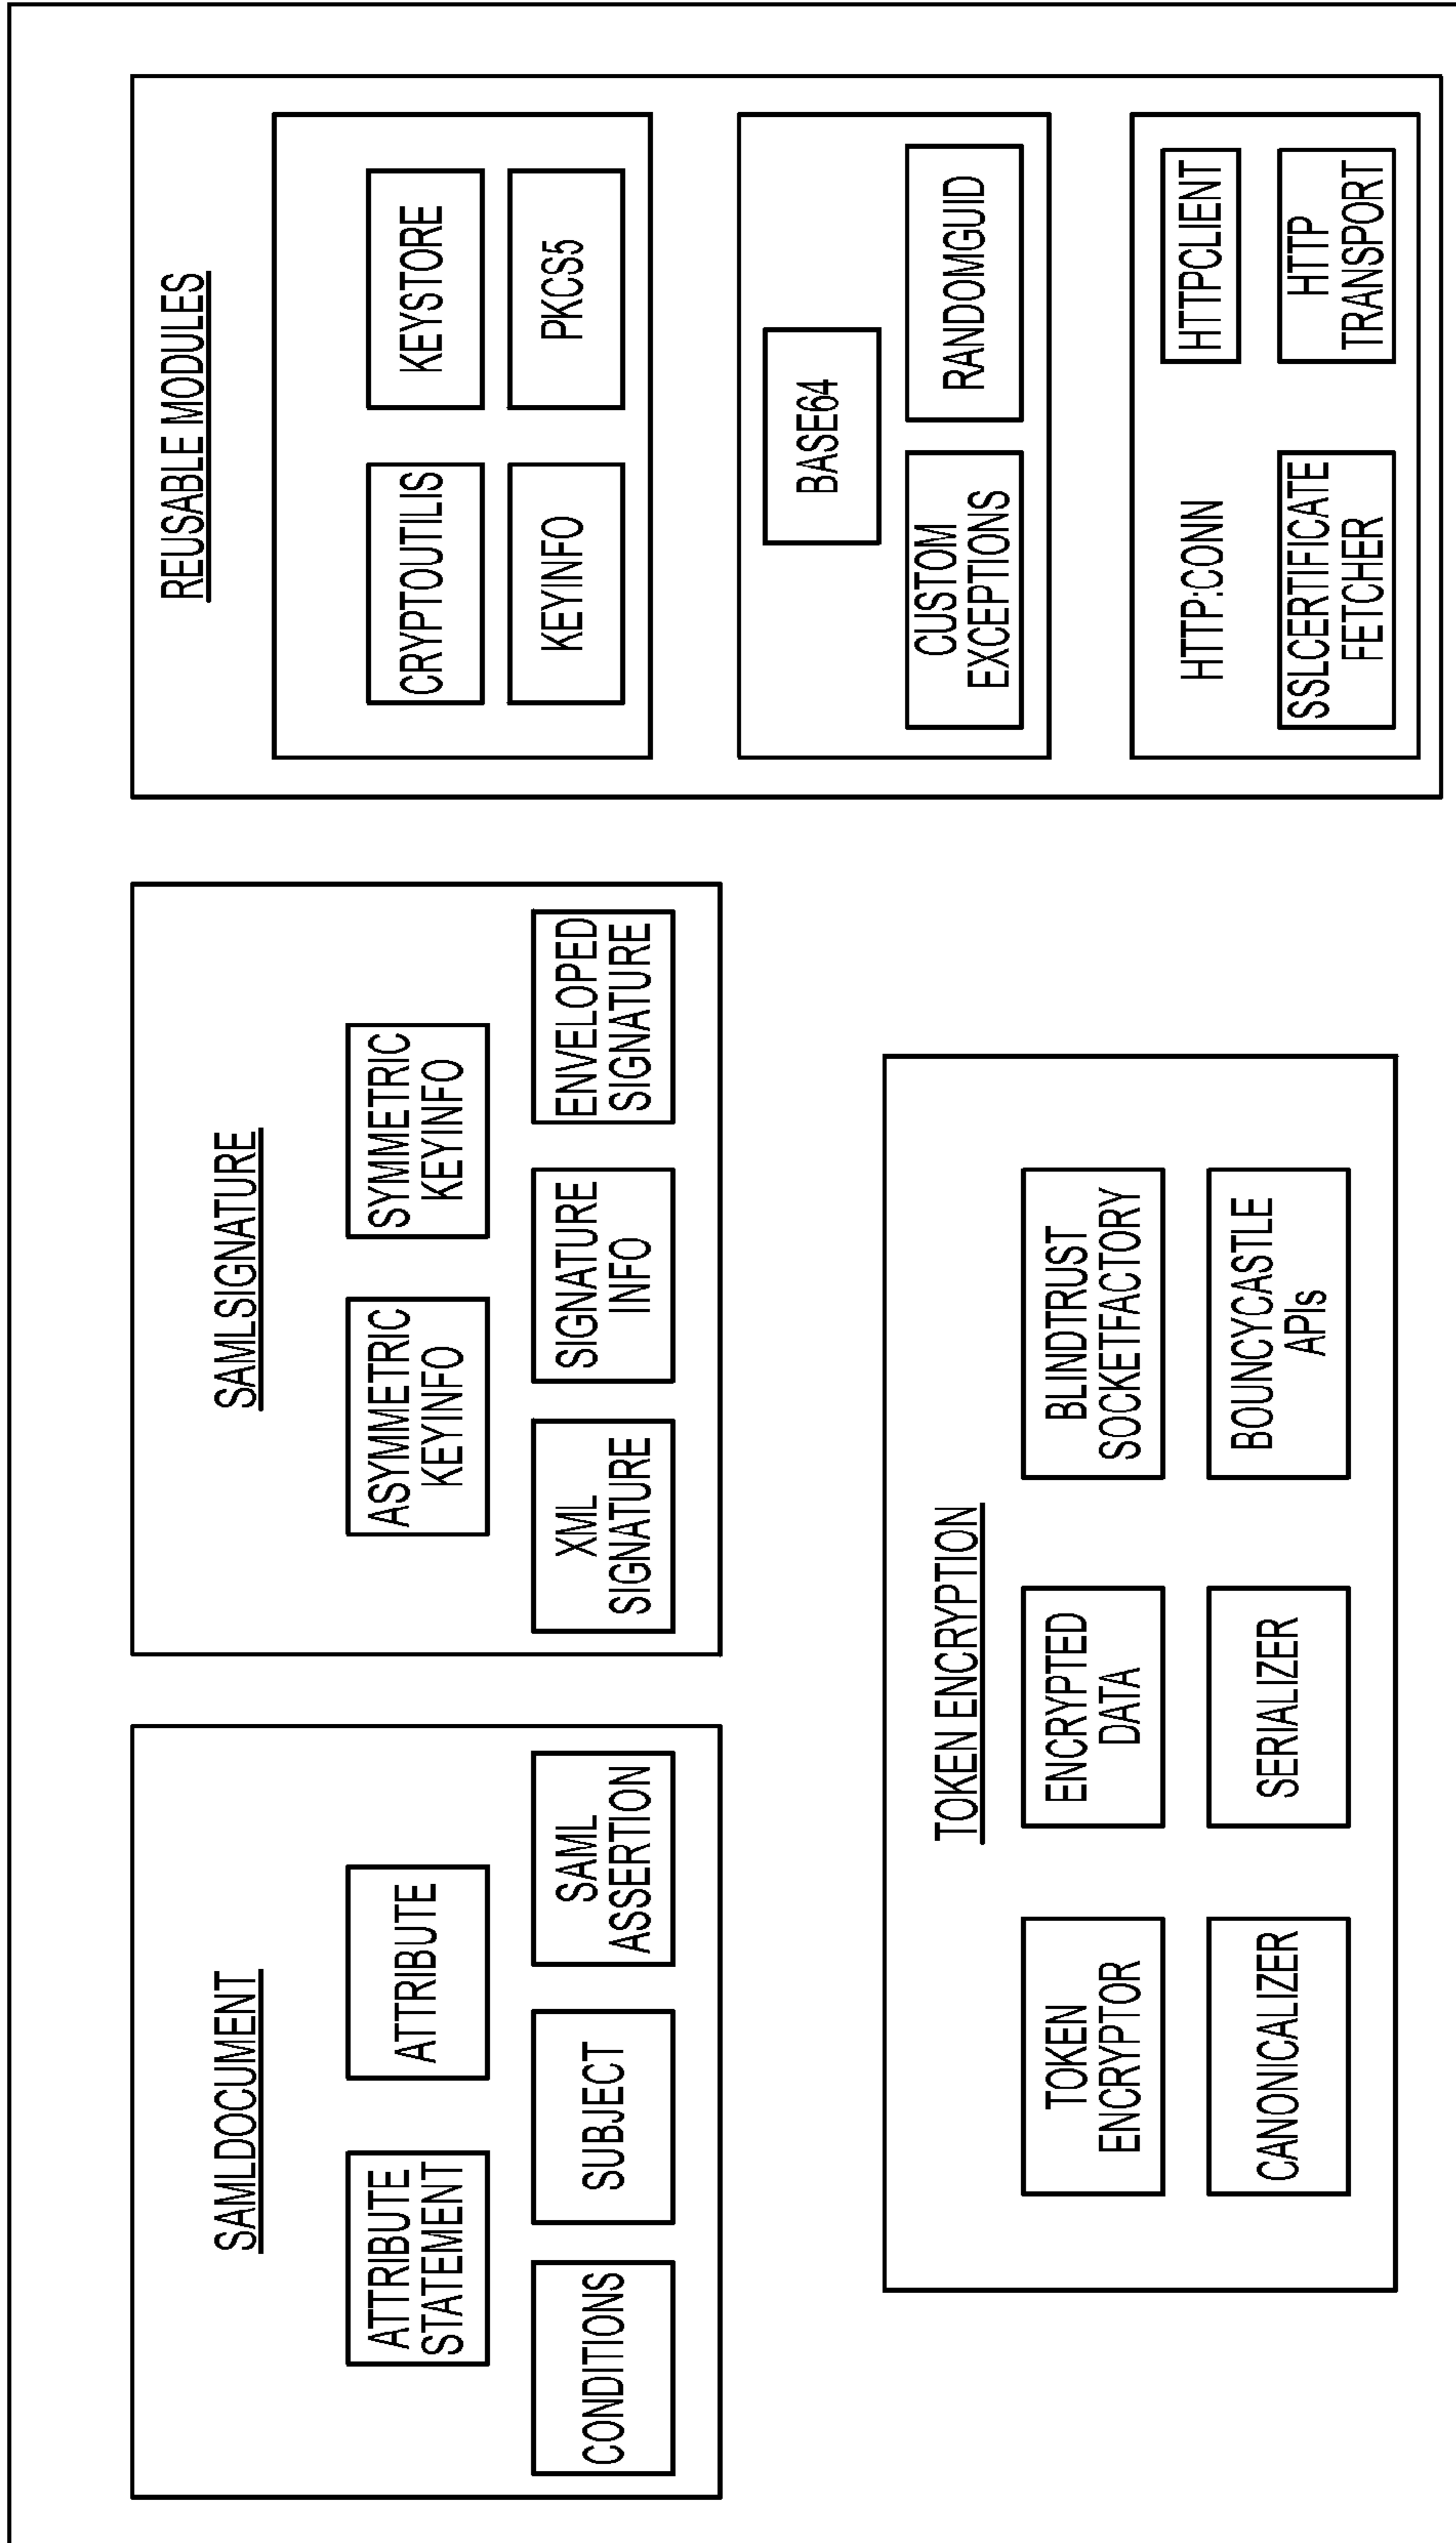 SAMLDOCUMENT
ATTRIBUTE
STATEMENT
ATTRIBUTE
CONDITIONS
SUBJECT
SAML
ASSERTION
SAMLSIGNATURE
ASYMMETRIC
KEYINFO
SYMMETRIC
KEYINFO
XML
SIGNATURE
SIGNATURE
INFO
ENVELOPED
SIGNATURE
TOKEN ENCRYPTION
TOKEN
ENCRYPTOR
ENCRYPTED
DATA
BLINDTRUST
SOCKETFACTORY
CANONICALIZER
SERIALIZER
BOUNCYCASTLE
APIs
REUSABLE MODULES
CRYPTOUTILIS
KEYSTORE
KEYINFO
PKCS5
BASE64
CUSTOM
EXCEPTIONS
RANDOMGUID
HTTP:CONN
HTTPCLIENT
SSLCERTIFICATE
FETCHER
HTTP
TRANSPORT